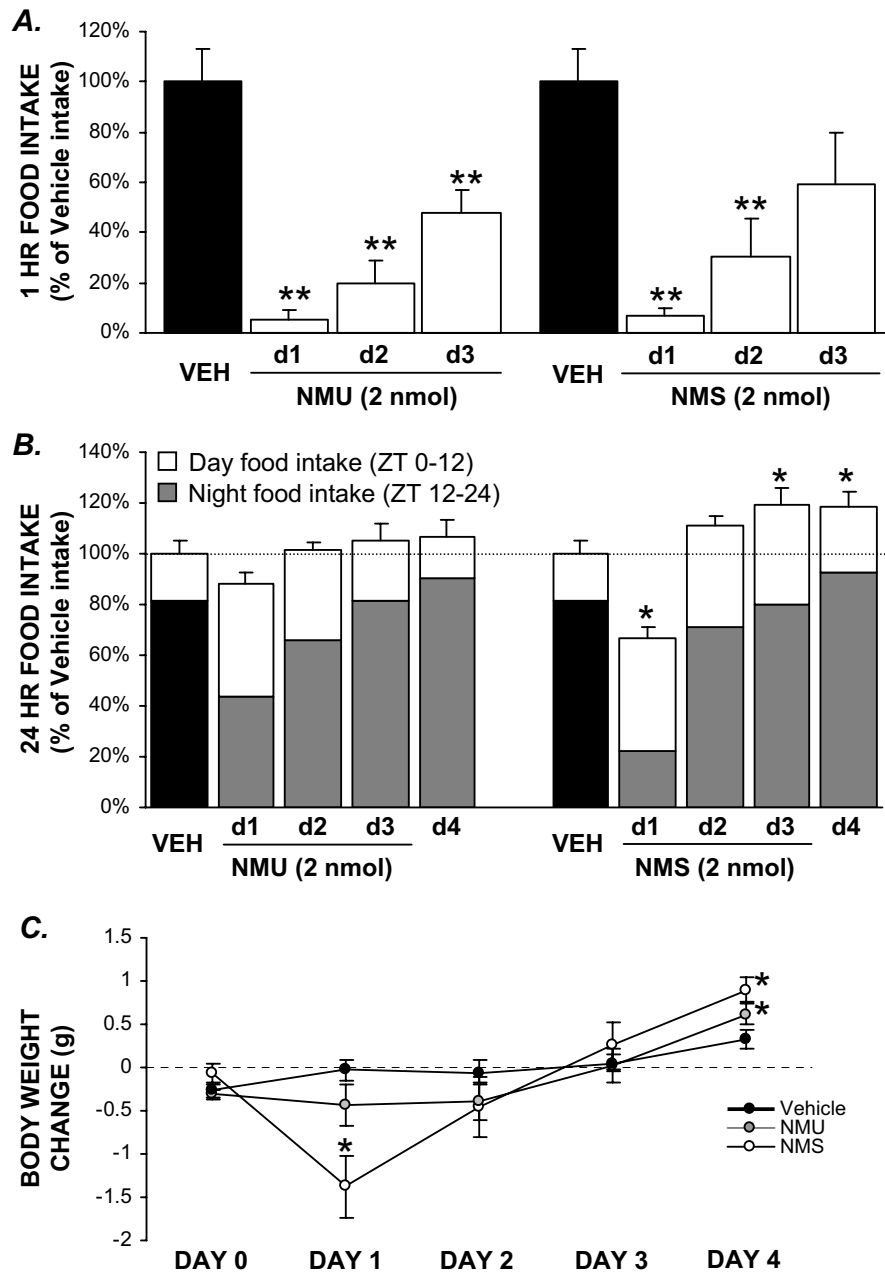 A.
1 HR FOOD INTAKE
(% of Vehicle intake)
120%
100%
80%
60%
40%
20%
0%
** ** ** ** **
VEH d1 d2 d3 VEH d1 d2 d3
NMU (2 nmol) NMS (2 nmol)
B.
24 HR FOOD INTAKE
(% of Vehicle intake)
140%
120%
100%
80%
60%
40%
20%
0%
Day food intake (ZT 0-12)
Night food intake (ZT 12-24)
* * *
VEH d1 d2 d3 d4 VEH d1 d2 d3 d4
NMU (2 nmol) NMS (2 nmol)
C.
BODY WEIGHT
CHANGE (g)
1.5
1
0.5
0
-0.5
-1
-1.5
-2
*
*
*
Vehicle
NMU
NMS
DAY 0 DAY 1 DAY 2 DAY 3 DAY 4